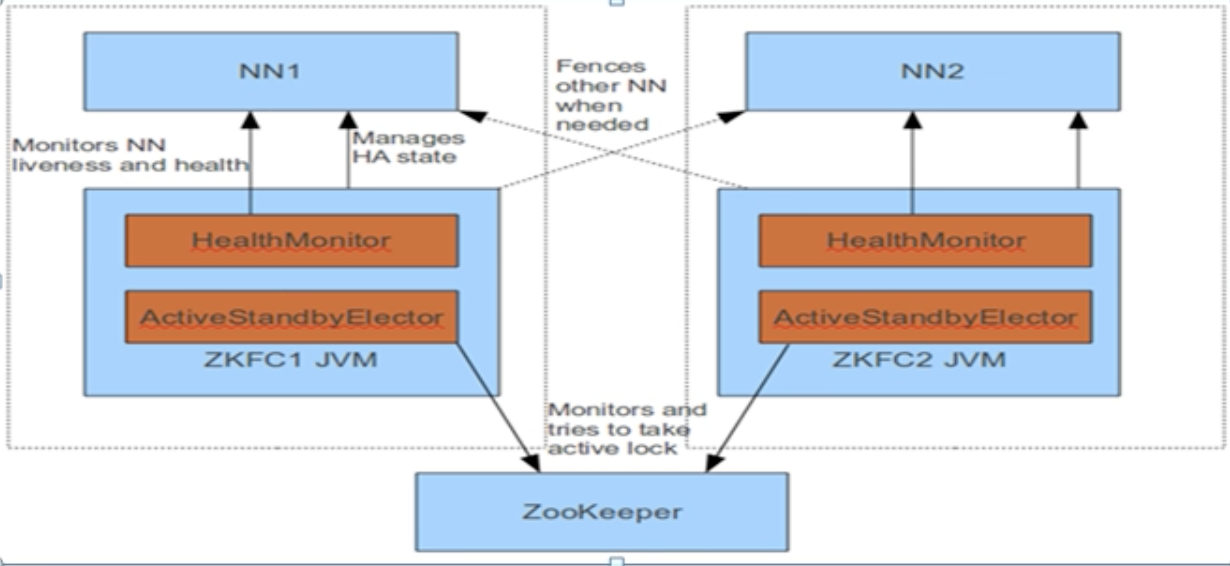 NN1
NN2
Fences
other NN
when
needed
Monitors NN
liveness and health
Manages
HA state
HealthMonitor
ActiveStandbyElector
ZKFC1 JVM
HealthMonitor
ActiveStandbyElector
ZKFC2 JVM
Monitors and
tries to take
active lock
ZooKeeper